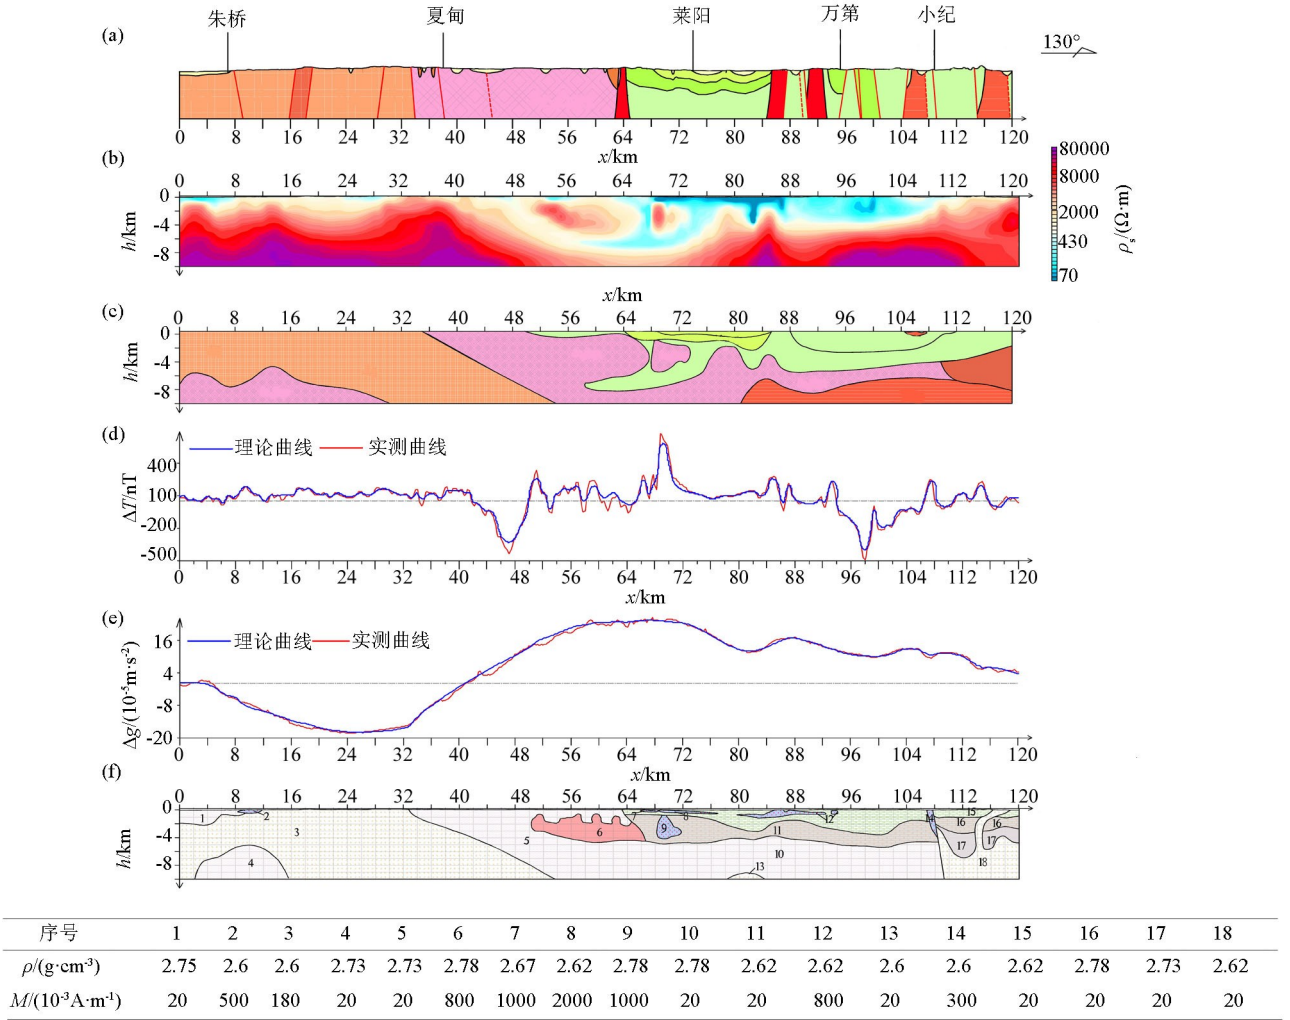 朱桥 夏甸 莱阳 万第 小纪
(a)
130°
0 8 16 24 32 40 48 56 64 72 80 88 96 104 112 120
x/km
(b)
0 8 16 24 32 40 48 56 64 72 80 88 96 104 112 120
0
-4
-8
h/km
80000
8000
2000
430
70
ρs/(Ω·m)
x/km
(c)
0 8 16 24 32 40 48 56 64 72 80 88 96 104 112 120
0
-4
-8
h/km
(d)
理论曲线 实测曲线
400
100
-200
-500
ΔT/nT
0 8 16 24 32 40 48 56 64 72 80 88 96 104 112 120
x/km
(e)
理论曲线 实测曲线
16
4
-8
-20
Δg/(10-5m·s-2)
0 8 16 24 32 40 48 56 64 72 80 88 96 104 112 120
x/km
(f)
0 8 16 24 32 40 48 56 64 72 80 88 96 104 112 120
0
-4
-8
h/km
1 2 3 4 5 6 7 8 9 10 11 12 13 14 15 16 16 17 17 18
序号 1 2 3 4 5 6 7 8 9 10 11 12 13 14 15 16 17 18
ρ/(g·cm-3) 2.75 2.6 2.6 2.73 2.73 2.78 2.67 2.62 2.78 2.78 2.62 2.62 2.6 2.6 2.62 2.78 2.73 2.62
M/(10-3A·m-1) 20 500 180 20 20 800 1000 2000 1000 20 20 800 20 300 20 20 20 20